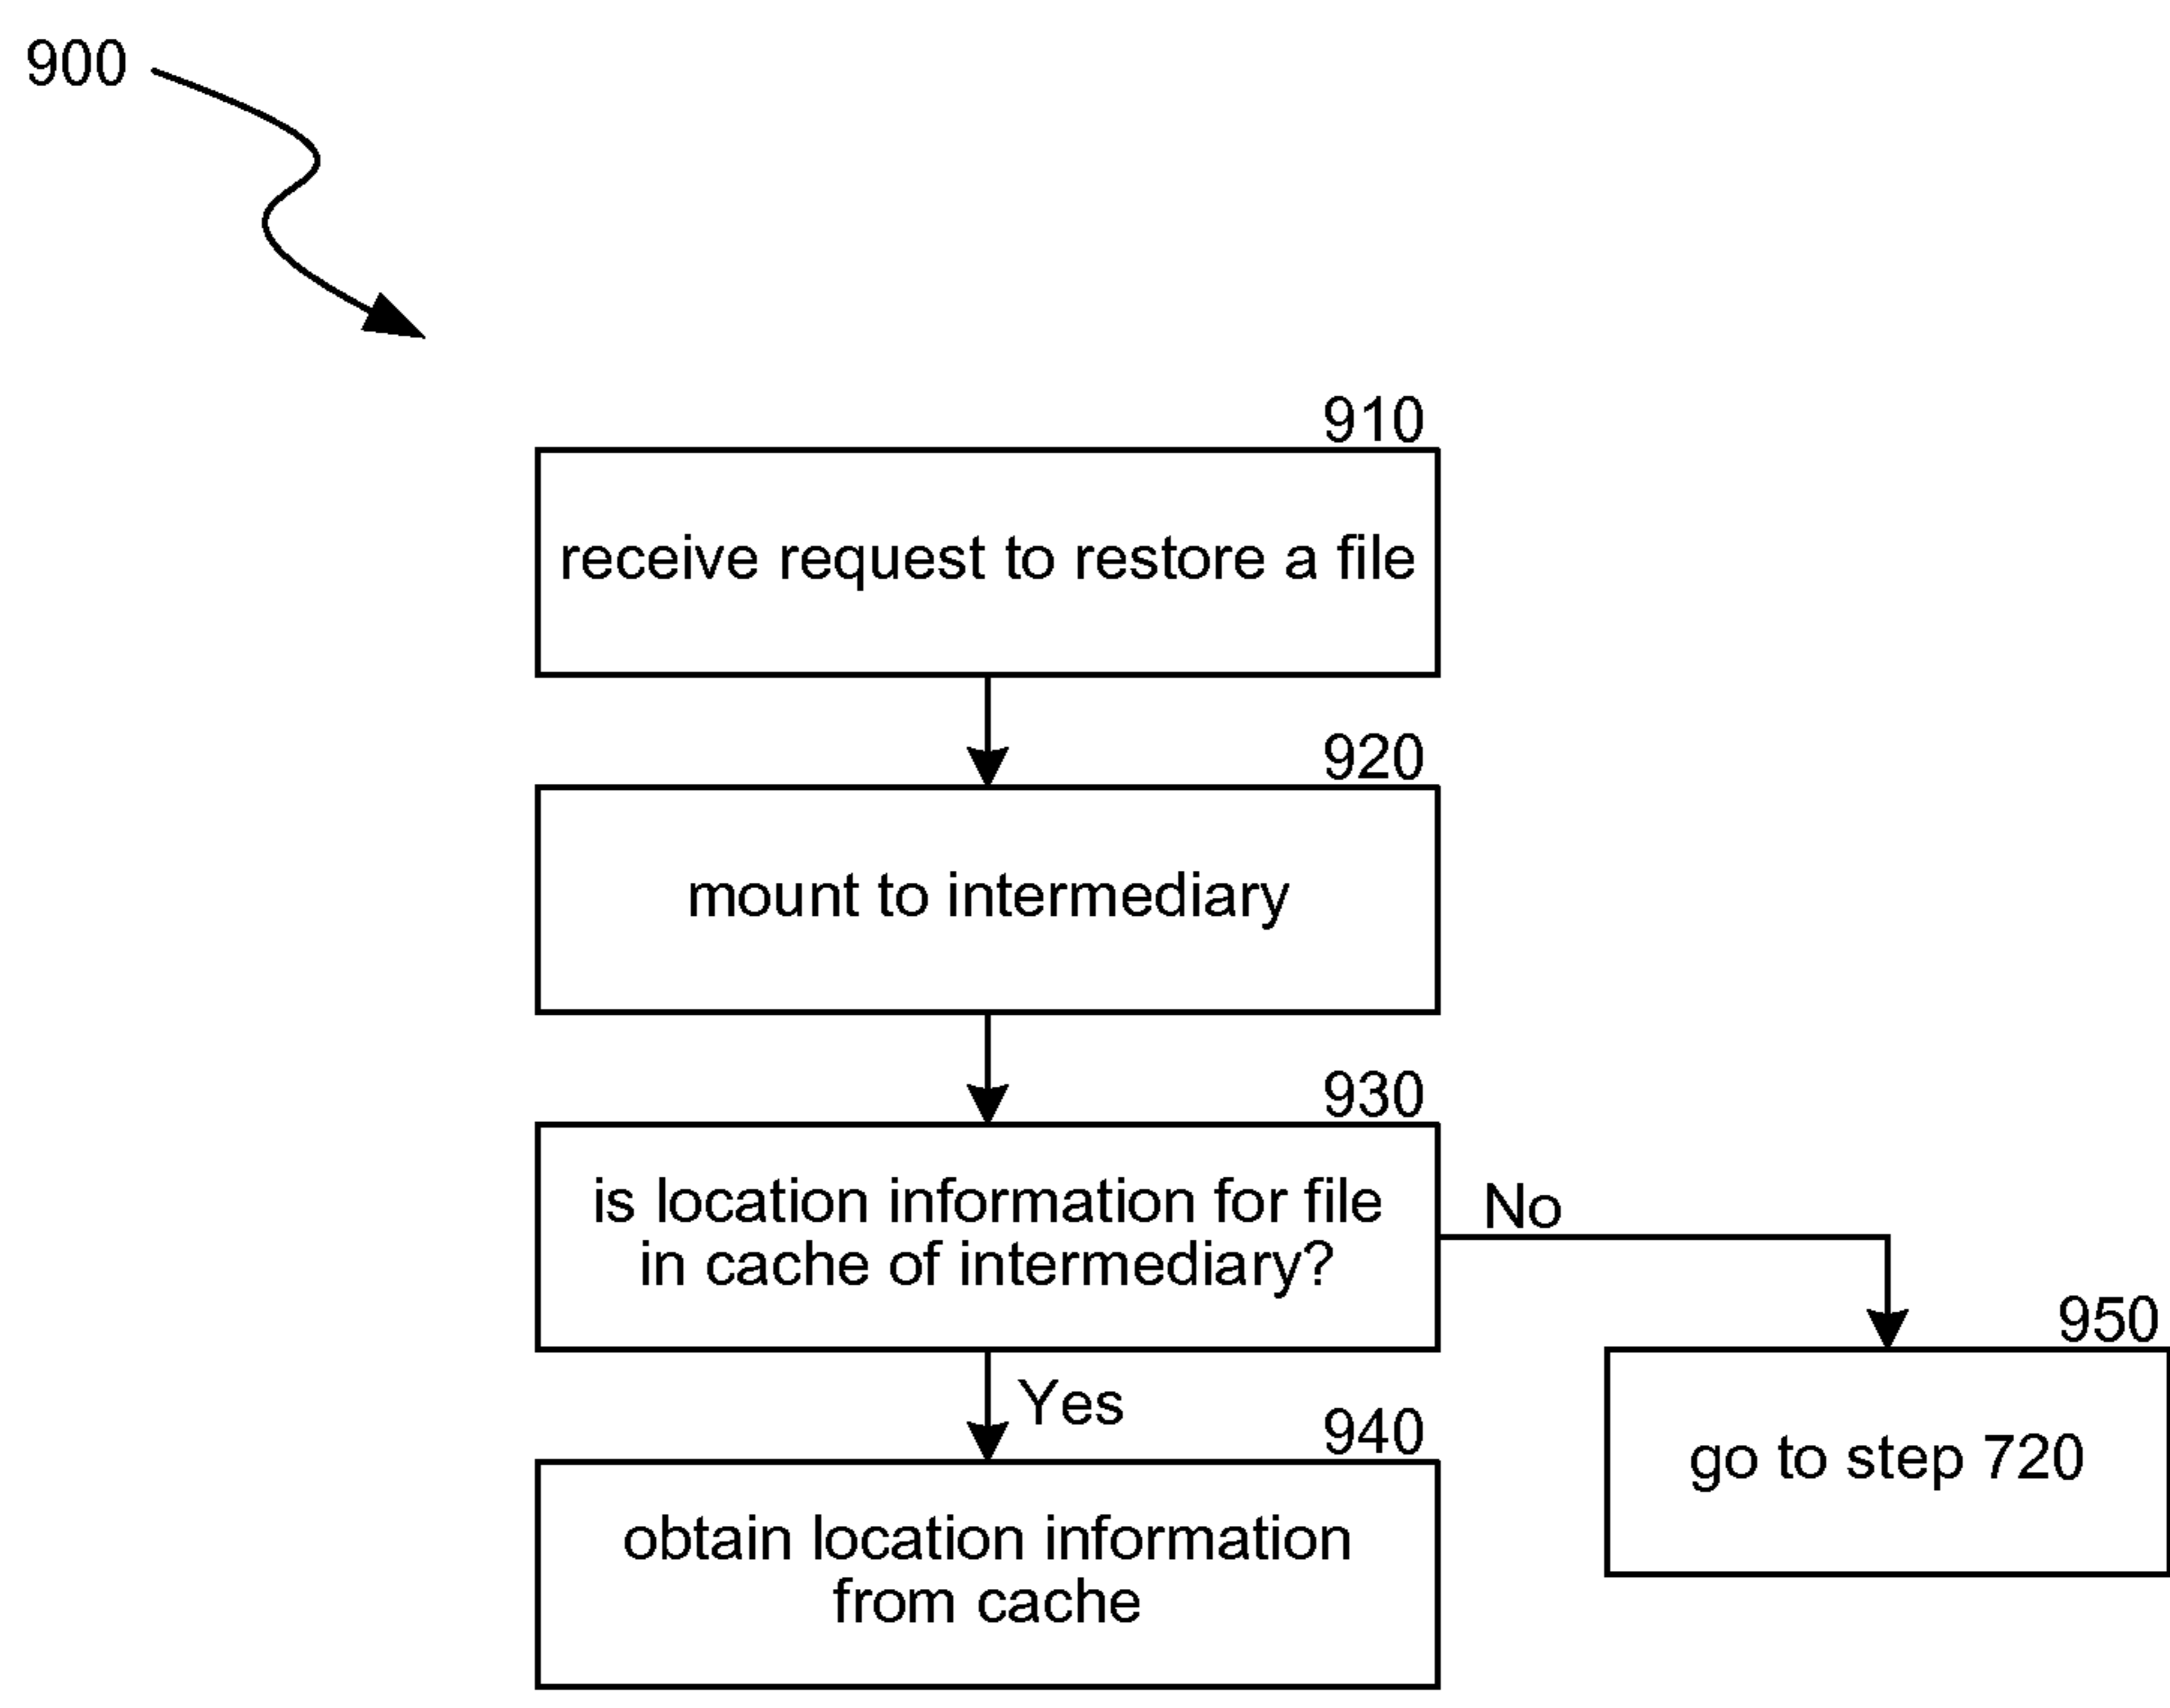 900
910
receive request to restore a file
920
mount to intermediary
930
is location information for file
in cache of intermediary?
No
Yes
950
go to step 720
940
obtain location information
from cache